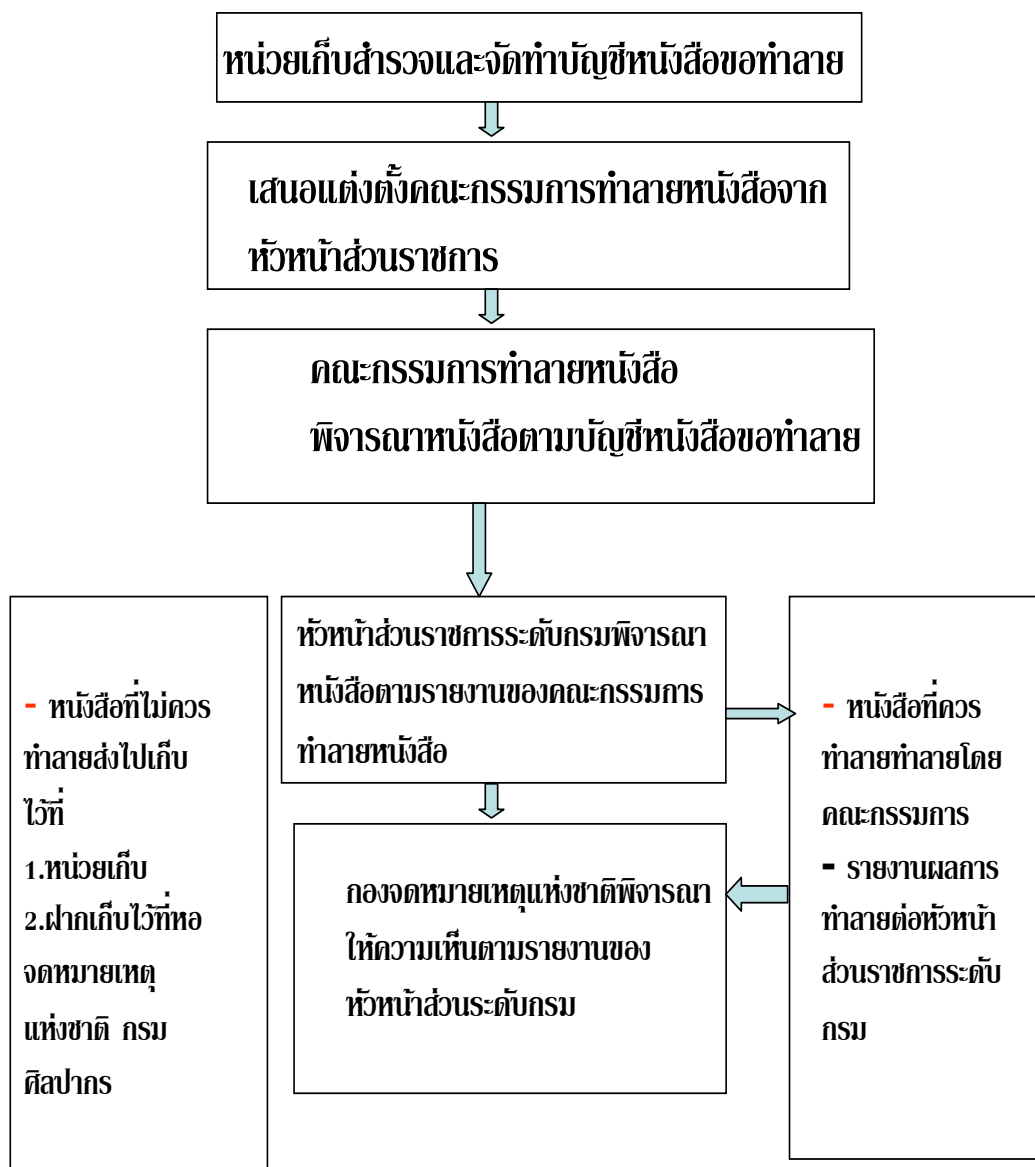 หน่วยเก็บสำรวจและจัดทำบัญชีหนังสือขอทำลาย
เสนอแต่งตั้งคณะกรรมการทำลายหนังสือจาก
หัวหน้าส่วนราชการ
คณะกรรมการทำลายหนังสือ
พิจารณาหนังสือตามบัญชีหนังสือขอทำลาย
- หนังสือที่ไม่ควร
ทำลายส่งไปเก็บ
ไว้ที่
1.หน่วยเก็บ
2.ฝากเก็บไว้ที่หอ
จดหมายเหตุ
แห่งชาติ กรม
ศิลปากร
หัวหน้าส่วนราชการระดับกรมพิจารณา
หนังสือตามรายงานของคณะกรรมการ
ทำลายหนังสือ
กองจดหมายเหตุแห่งชาติพิจารณา
ให้ความเห็นตามรายงานของ
หัวหน้าส่วนระดับกรม
- หนังสือที่ควร
ทำลายทำลายโดย
คณะกรรมการ
- รายงานผลการ
ทำลายต่อหัวหน้า
ส่วนราชการระดับ
กรม